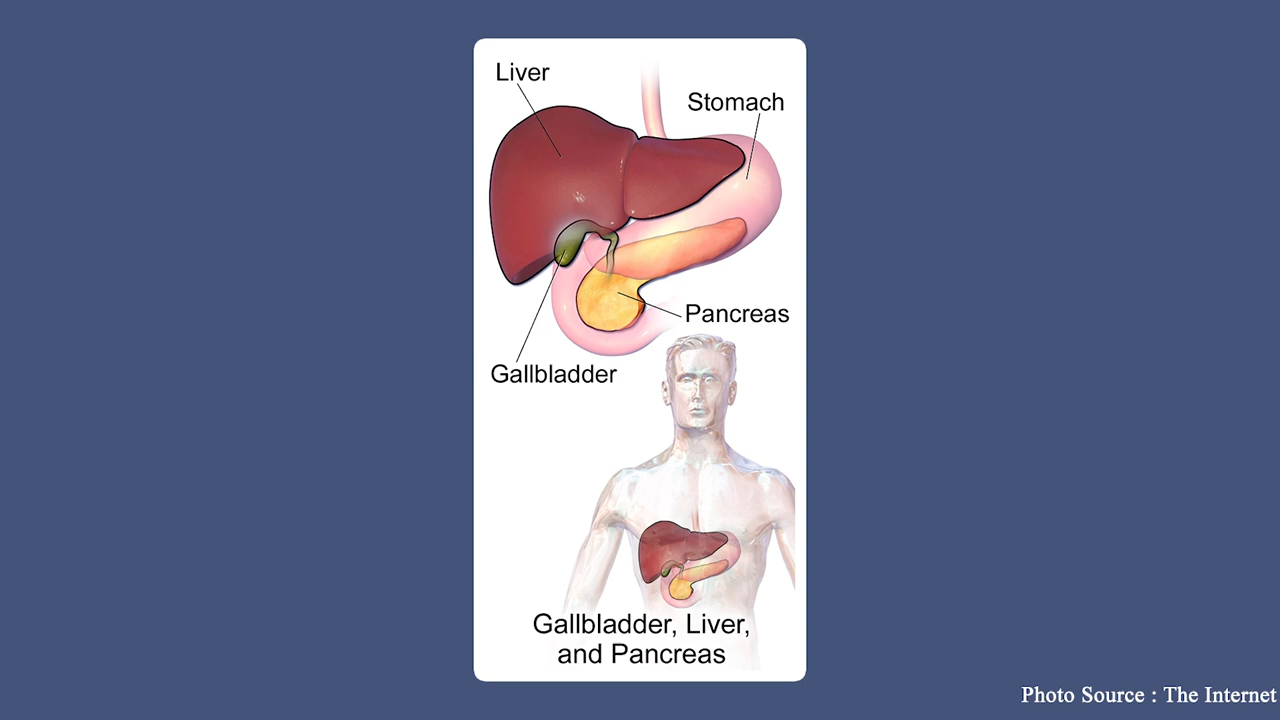 Liver
Stomach
Pancreas
Gallbladder
Gallbladder, Liver,
and Pancreas
Photo Source : The Internet